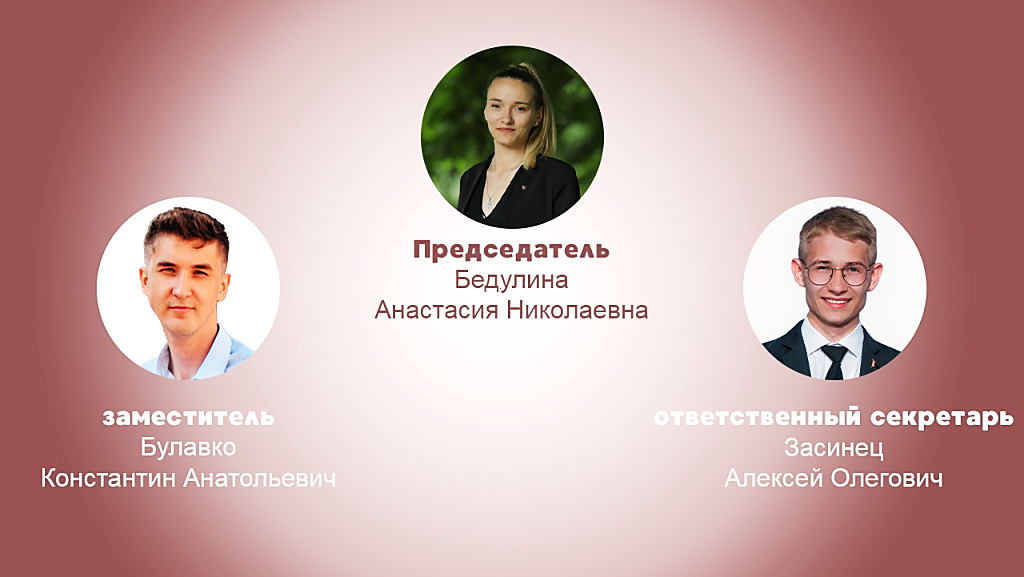 Председатель
Бедулина
Анастасия Николаевна
заместитель
Булавко
Константин Анатольевич
ответственный секретарь
Засинец
Алексей Олегович